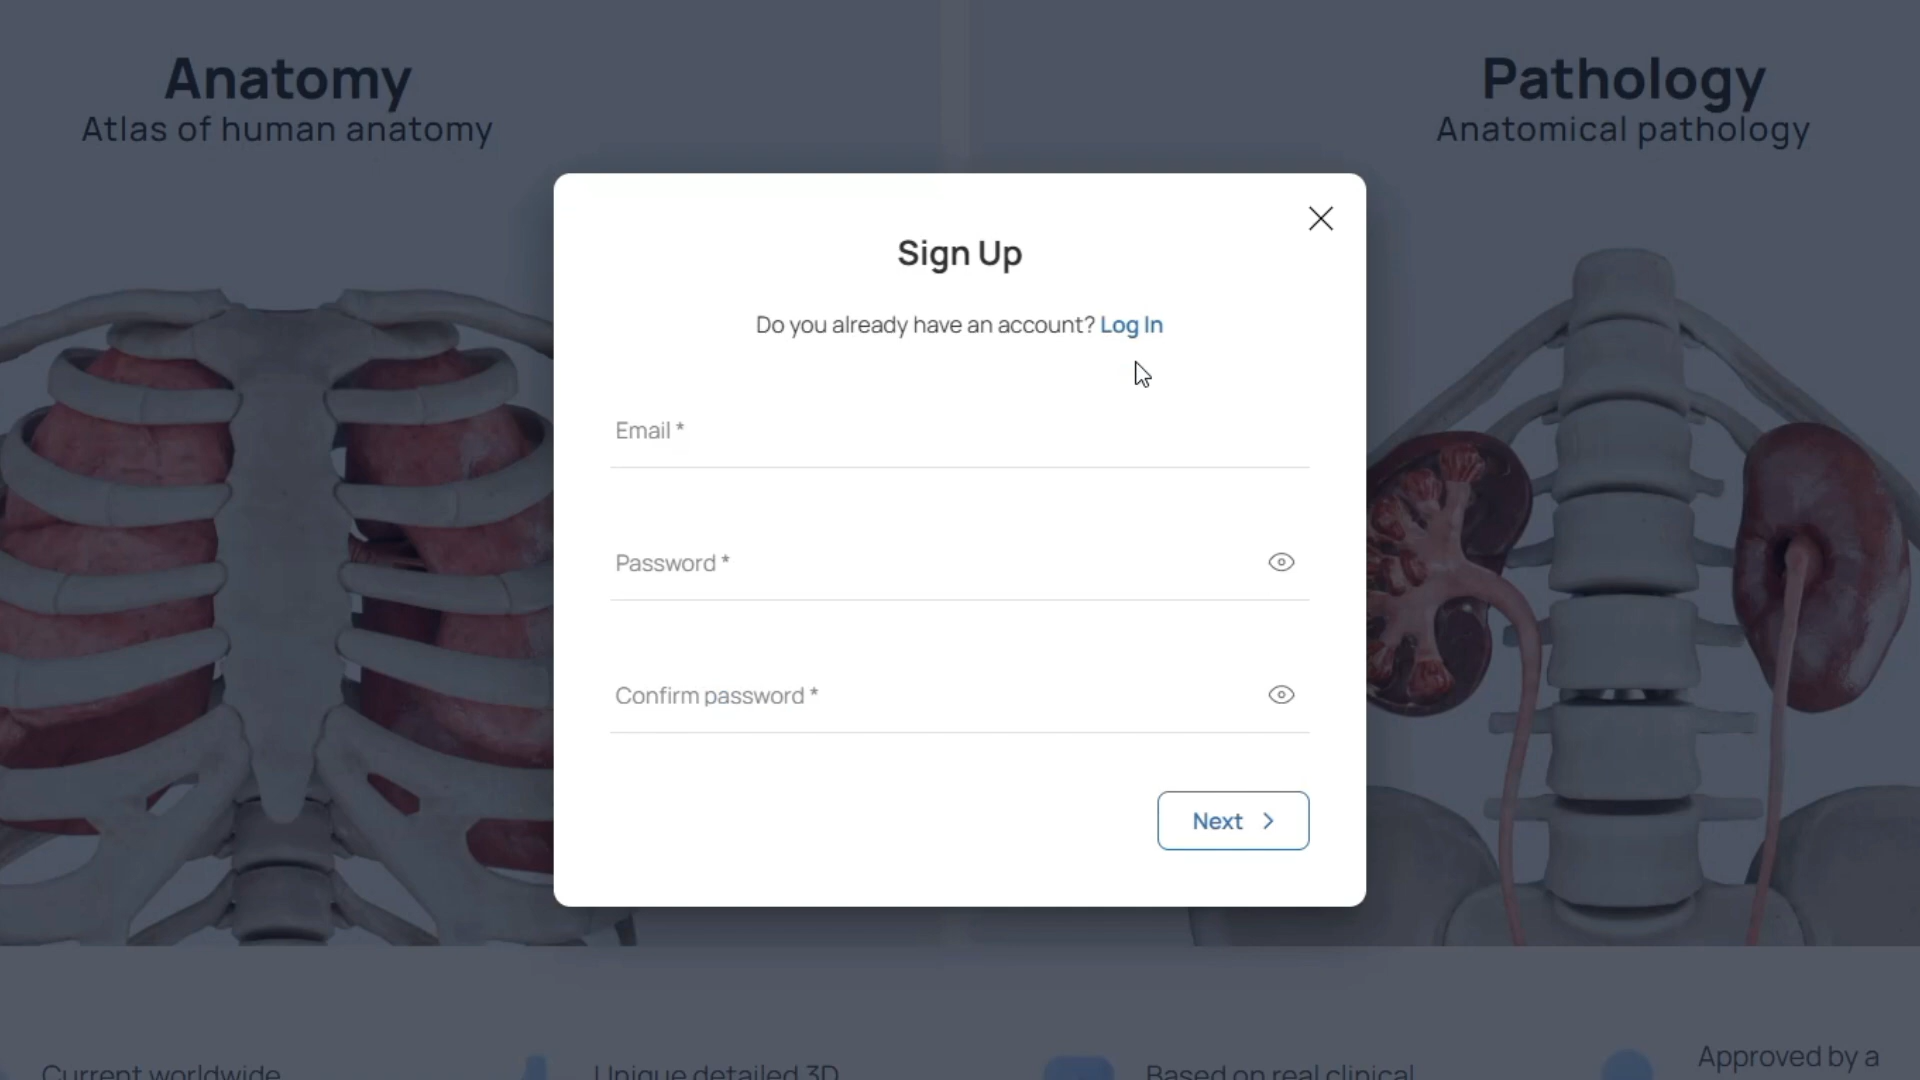 Anatomy
Atlas of human anatomy
Pathology
Anatomical pathology
Sign Up
Do you already have an account? Log In
Email *
Password *
Confirm password *
Next
Current worldwide
Unique detailed 3D
Based on real clinical
Approved by a